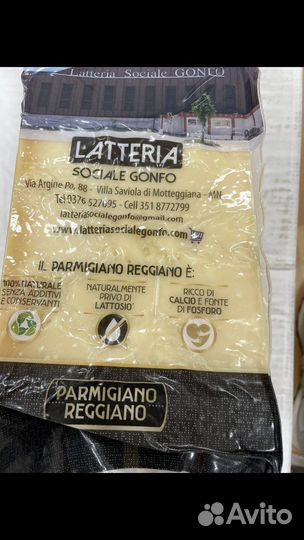 Latteria Sociale GONFO
LATTERIA
SOCIALE GONFO
Via Argine Po, 88 - Villa Saviola di Motteggiana - MN
Tel. 0376 527095 - Cell 351 8772799
latteriasocialegonfo@gmail.com
www.latteriasocialegonfo.com
IL PARMIGIANO REGGIANO È:
100% NATURALE
SENZA ADDITIVI
E CONSERVANTI
NATURALMENTE
PRIVO DI
LATTOSIO*
RICCO DI
CALCIO E FONTE
DI FOSFORO
PARMIGIANO
REGGIANO
Avito